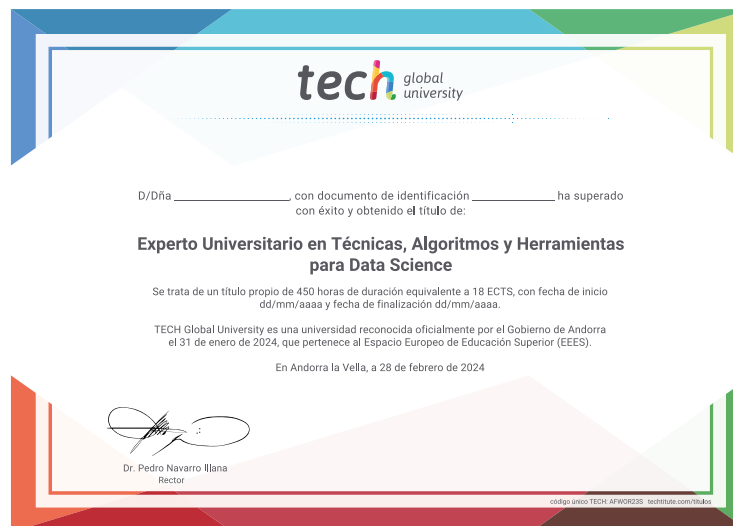 tech global university
D/Dña ____________________, con documento de identificación ______________ ha superado
con éxito y obtenido el título de:
Experto Universitario en Técnicas, Algoritmos y Herramientas
para Data Science
Se trata de un título propio de 450 horas de duración equivalente a 18 ECTS, con fecha de inicio
dd/mm/aaaa y fecha de finalización dd/mm/aaaa.
TECH Global University es una universidad reconocida oficialmente por el Gobierno de Andorra
el 31 de enero de 2024, que pertenece al Espacio Europeo de Educación Superior (EEES).
En Andorra la Vella, a 28 de febrero de 2024
Dr. Pedro Navarro Illana
Rector
código único TECH: AFWOR23S techtitute.com/titulos